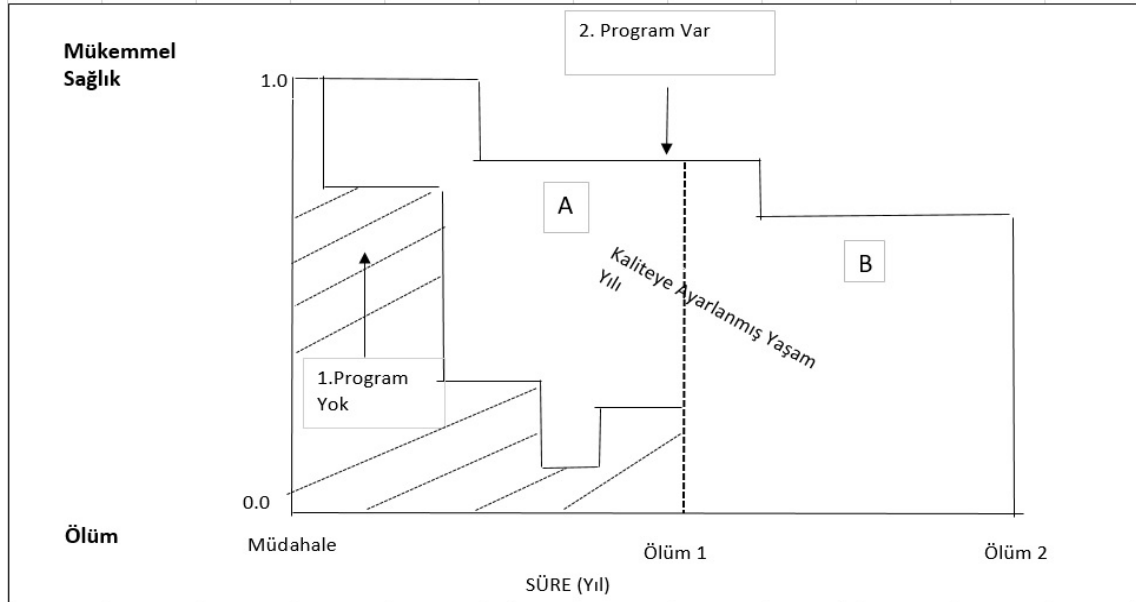 2. Program Var
Mükemmel
Sağlık
1.0
A
B
Kaliteye Ayarlanmış Yaşam
Yılı
1.Program
Yok
0.0
Ölüm
Müdahale
Ölüm 1
Ölüm 2
SÜRE (Yıl)